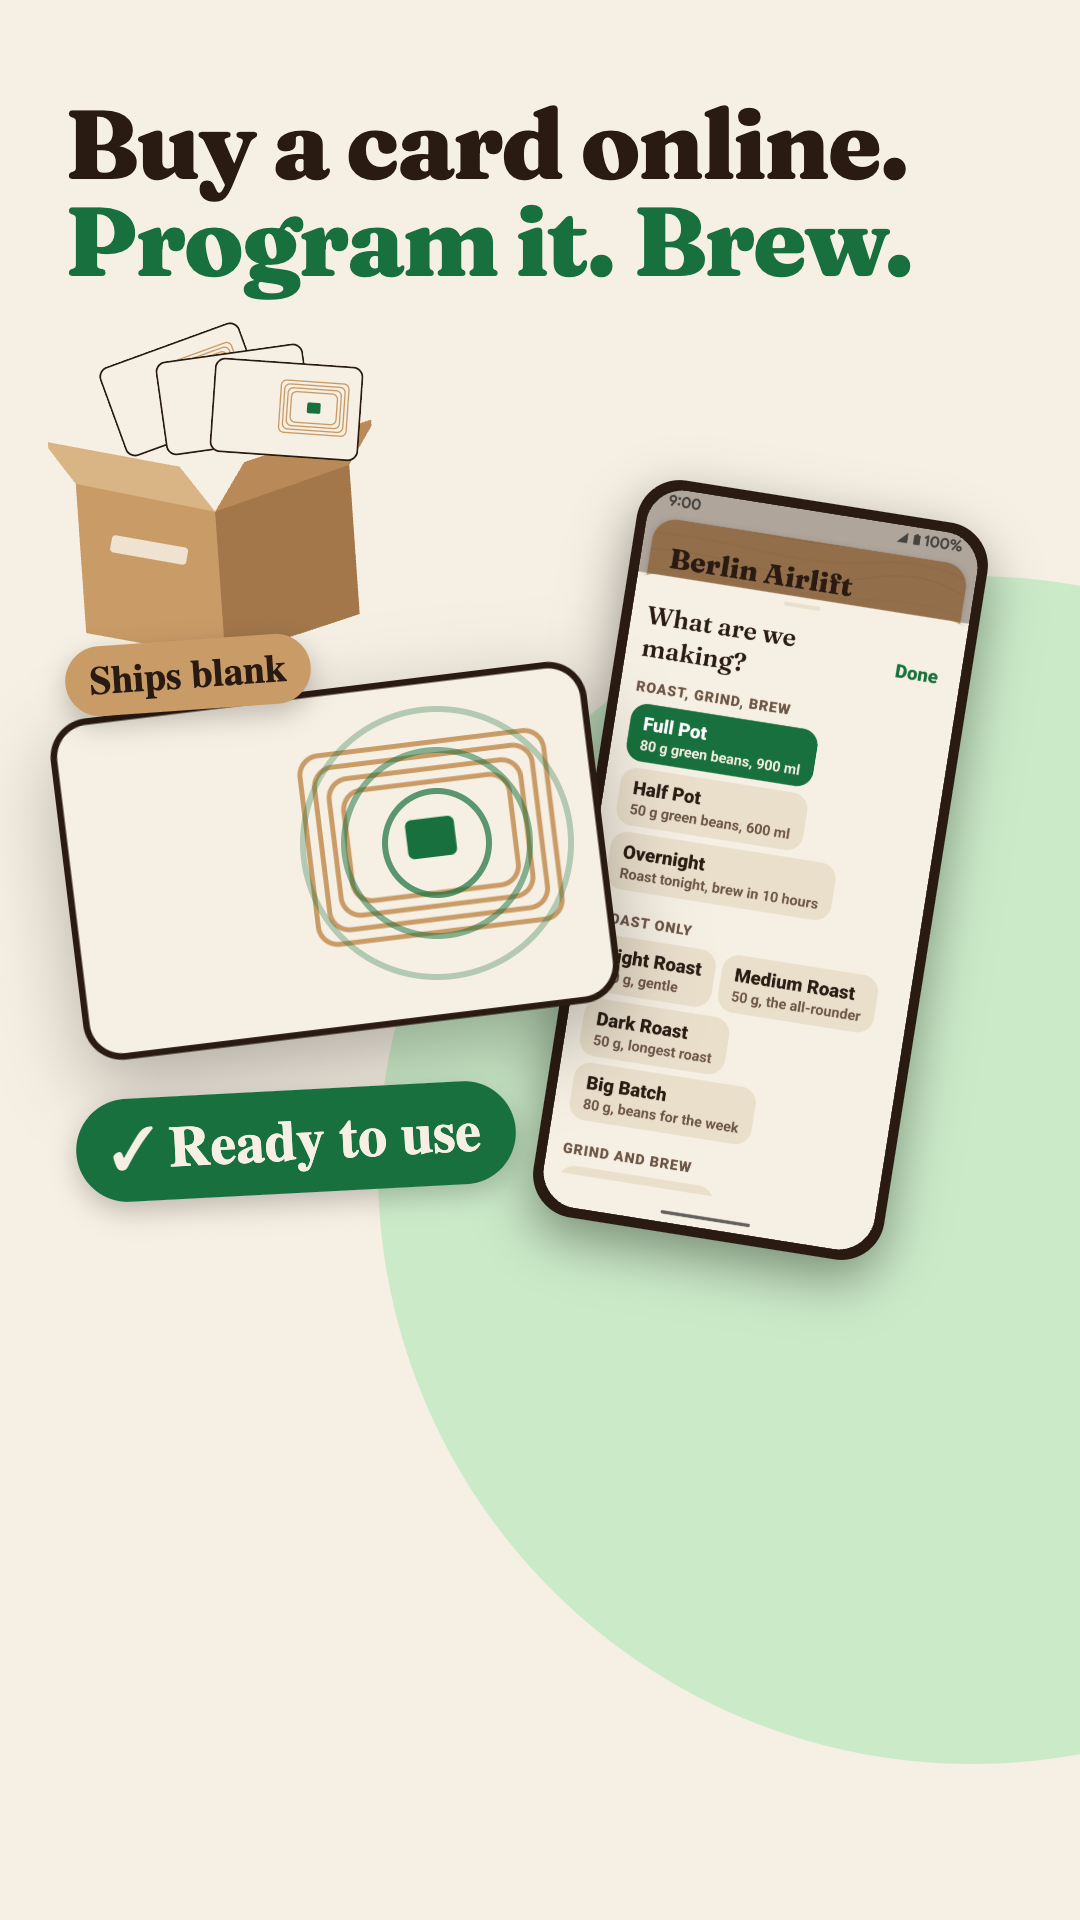 Buy a card online.
Program it. Brew.
Ships blank
✓ Ready to use
9:00
100%
Berlin Airlift
What are we
making?
Done
ROAST, GRIND, BREW
Full Pot
80 g green beans, 900 ml
Half Pot
50 g green beans, 600 ml
Overnight
Roast tonight, brew in 10 hours
ONLY
Roast
g, gentle
Medium Roast
50 g, the all-rounder
Dark Roast
50 g, longest roast
Big Batch
80 g, beans for the week
GRIND AND BREW